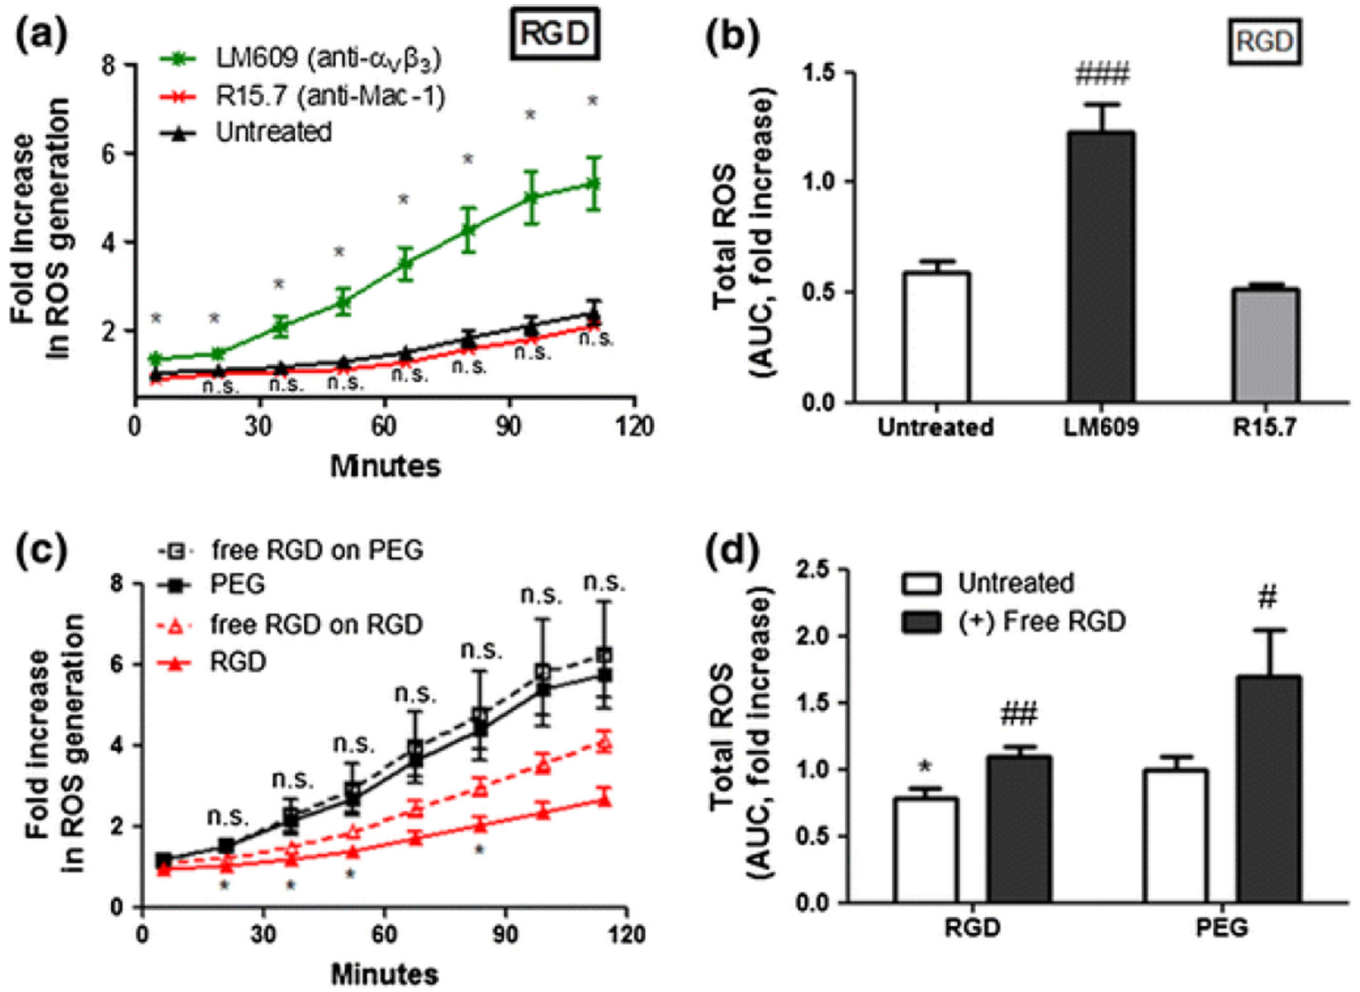 (a)
RGD
LM609 (anti-αvβ3)
R15.7 (anti-Mac-1)
Untreated
Fold Increase
In ROS generation
8
6
4
2
* * * * * * * *
n.s. n.s. n.s. n.s. n.s. n.s. n.s.
0 30 60 90 120
Minutes
(b)
RGD
Total ROS
(AUC, fold increase)
1.5
1.0
0.5
0.0
###
Untreated LM609 R15.7
(c)
free RGD on PEG
PEG
free RGD on RGD
RGD
Fold increase
in ROS generation
8
6
4
2
0
n.s. n.s. n.s. n.s. n.s. n.s. n.s.
* * * *
0 30 60 90 120
Minutes
(d)
Untreated
(+) Free RGD
Total ROS
(AUC, fold increase)
2.5
2.0
1.5
1.0
0.5
0.0
* ## #
RGD PEG